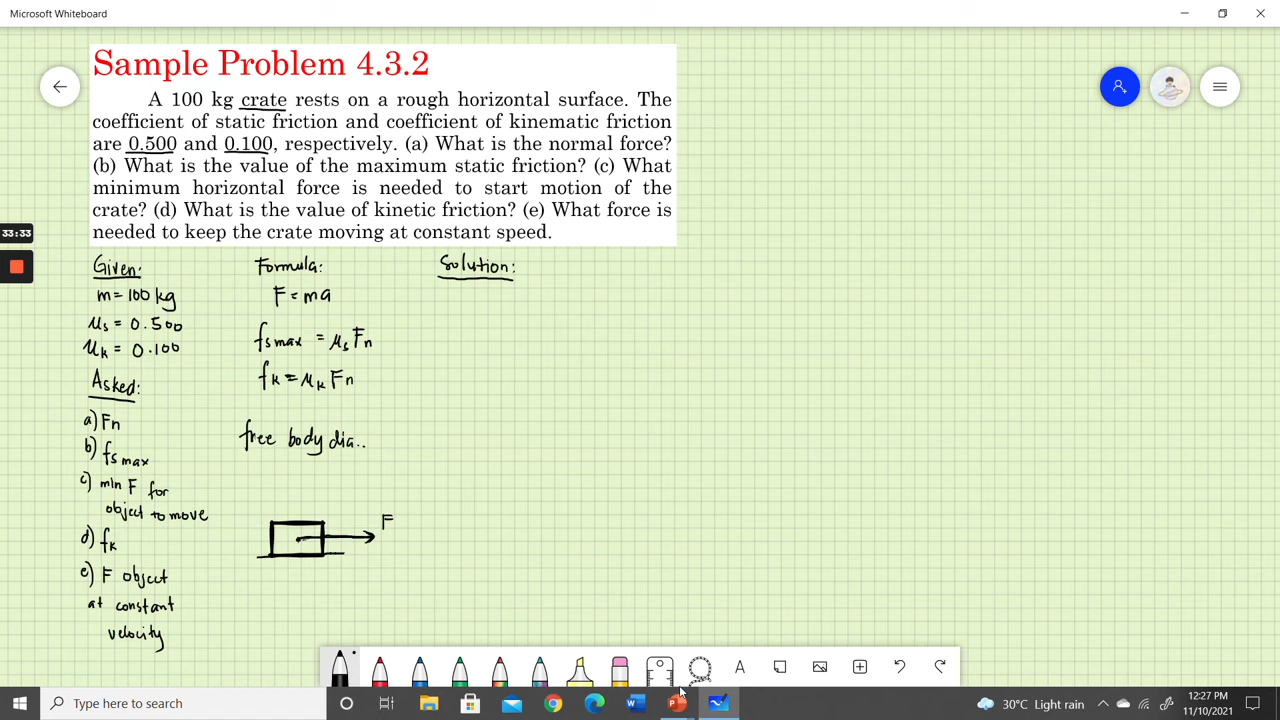 Microsoft Whiteboard
Sample Problem 4.3.2
A 100 kg crate rests on a rough horizontal surface. The
coefficient of static friction and coefficient of kinematic friction
are 0.500 and 0.100, respectively. (a) What is the normal force?
(b) What is the value of the maximum static friction? (c) What
minimum horizontal force is needed to start motion of the
crate? (d) What is the value of kinetic friction? (e) What force is
needed to keep the crate moving at constant speed.
33:33
Given:
m = 100 kg
μs = 0.500
μk = 0.100
Asked:
a) Fn
b) fs max
c) min F for
object to move
d) fk
e) F object
at constant
velocity
Formula:
F = ma
fs max = μs Fn
fk = μk Fn
free body dia..
F
Solution:
A
Type here to search
W
P
30°C Light rain
12:27 PM
11/10/2021